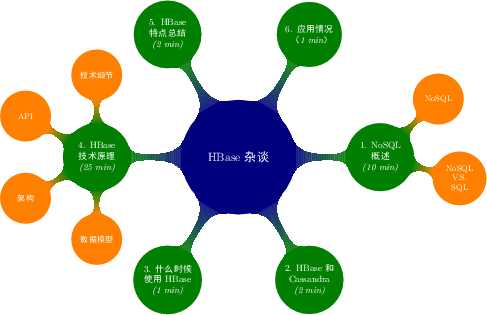 5. HBase
特点总结
(2 min)
6. 应用情况
(1 min)
技术细节
NoSQL
API
4. HBase
技术原理
(25 min)
HBase 杂谈
1. NoSQL
概述
(10 min)
NoSQL
V.S.
SQL
架构
数据模型
3. 什么时候
使用 HBase
(1 min)
2. HBase 和
Cassandra
(2 min)